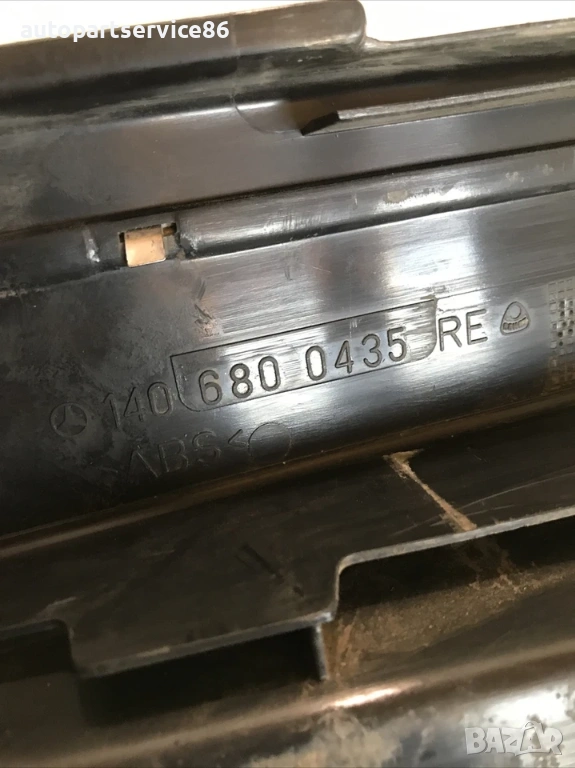 autopartservice86
140 680 0435 RE
>ABS<
BAZAR